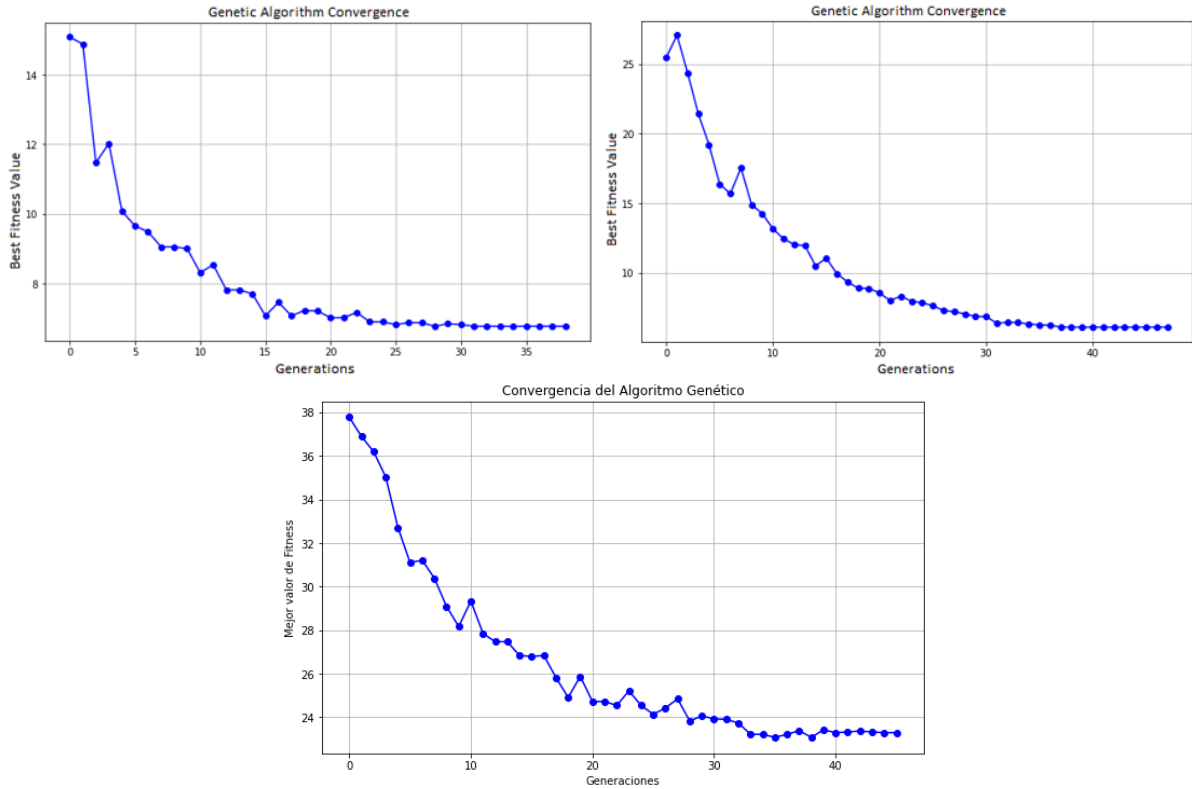 Genetic Algorithm Convergence
Best Fitness Value
14
12
10
8
0 5 10 15 20 25 30 35
Generations
Genetic Algorithm Convergence
Best Fitness Value
25
20
15
10
0 10 20 30 40
Generations
Convergencia del Algoritmo Genético
Mejor valor de Fitness
38
36
34
32
30
28
26
24
0 10 20 30 40
Generaciones